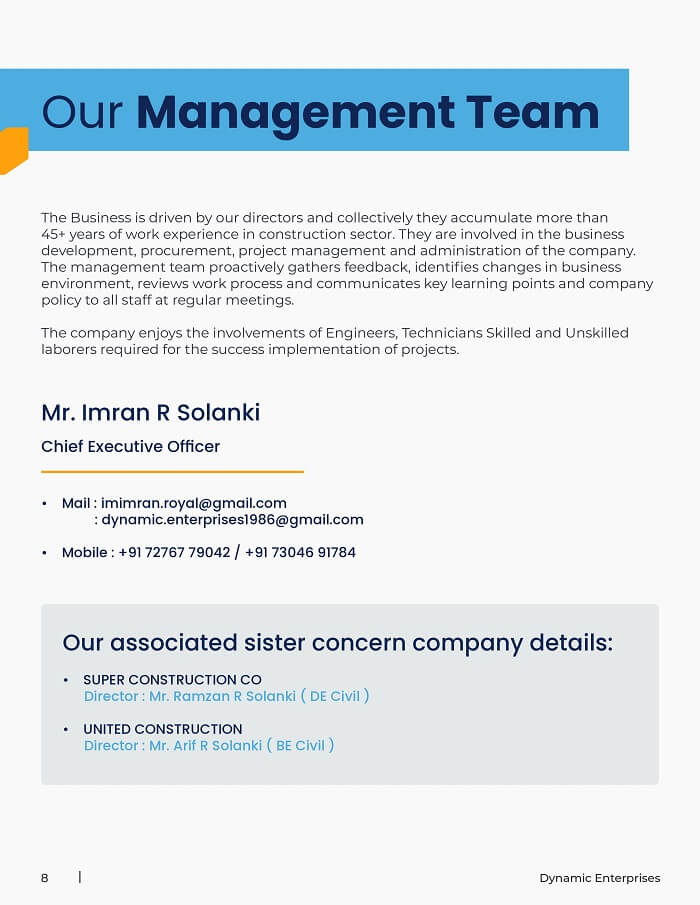 Our Management Team
The Business is driven by our directors and collectively they accumulate more than
45+ years of work experience in construction sector. They are involved in the business
development, procurement, project management and administration of the company.
The management team proactively gathers feedback, identifies changes in business
environment, reviews work process and communicates key learning points and company
policy to all staff at regular meetings.
The company enjoys the involvements of Engineers, Technicians Skilled and Unskilled
laborers required for the success implementation of projects.
Mr. Imran R Solanki
Chief Executive Officer
• Mail : imimran.royal@gmail.com
: dynamic.enterprises1986@gmail.com
• Mobile : +91 72767 79042 / +91 73046 91784
Our associated sister concern company details:
• SUPER CONSTRUCTION CO
Director : Mr. Ramzan R Solanki ( DE Civil )
• UNITED CONSTRUCTION
Director : Mr. Arif R Solanki ( BE Civil )
8 |
Dynamic Enterprises